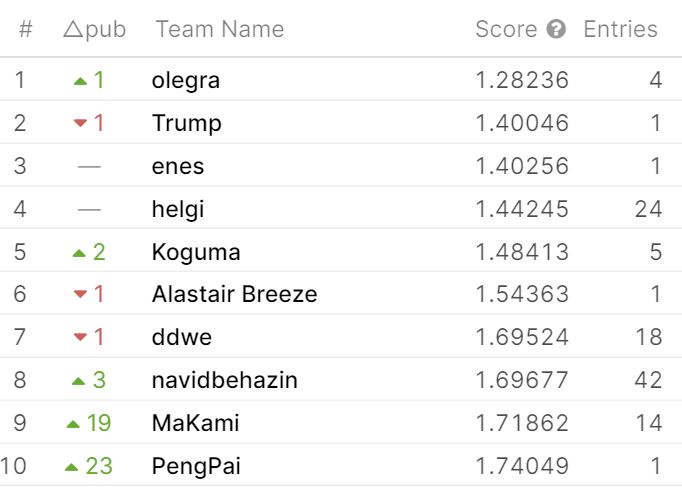 # △pub Team Name Score ? Entries
1 ▲ 1 olegra 1.28236 4
2 ▼ 1 Trump 1.40046 1
3 — enes 1.40256 1
4 — helgi 1.44245 24
5 ▲ 2 Koguma 1.48413 5
6 ▼ 1 Alastair Breeze 1.54363 1
7 ▼ 1 ddwe 1.69524 18
8 ▲ 3 navidbehazin 1.69677 42
9 ▲ 19 MaKami 1.71862 14
10 ▲ 23 PengPai 1.74049 1